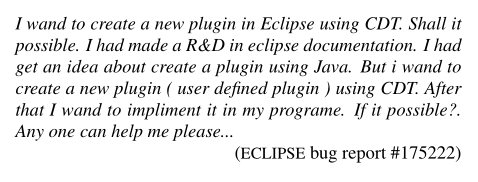 I wand to create a new plugin in Eclipse using CDT. Shall it
possible. I had made a R&D in eclipse documentation. I had
get an idea about create a plugin using Java. But i wand to
create a new plugin ( user defined plugin ) using CDT. After
that I wand to impliment it in my programe. If it possible?.
Any one can help me please...
(ECLIPSE bug report #175222)